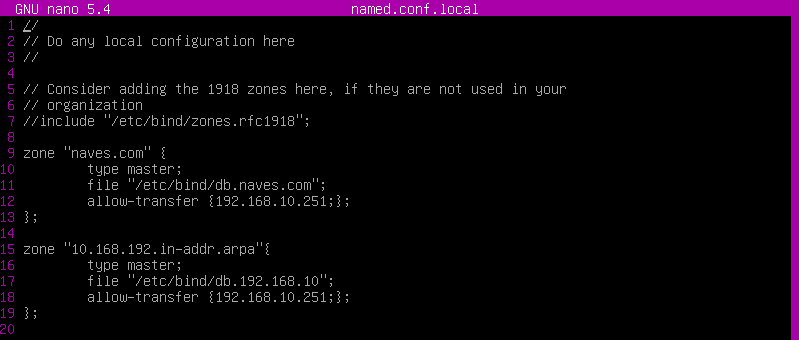 GNU nano 5.4 named.conf.local
1 //
2 // Do any local configuration here
3 //
4
5 // Consider adding the 1918 zones here, if they are not used in your
6 // organization
7 //include "/etc/bind/zones.rfc1918";
8
9 zone "naves.com" {
10 type master;
11 file "/etc/bind/db.naves.com";
12 allow-transfer {192.168.10.251;};
13 };
14
15 zone "10.168.192.in-addr.arpa"{
16 type master;
17 file "/etc/bind/db.192.168.10";
18 allow-transfer {192.168.10.251;};
19 };
20